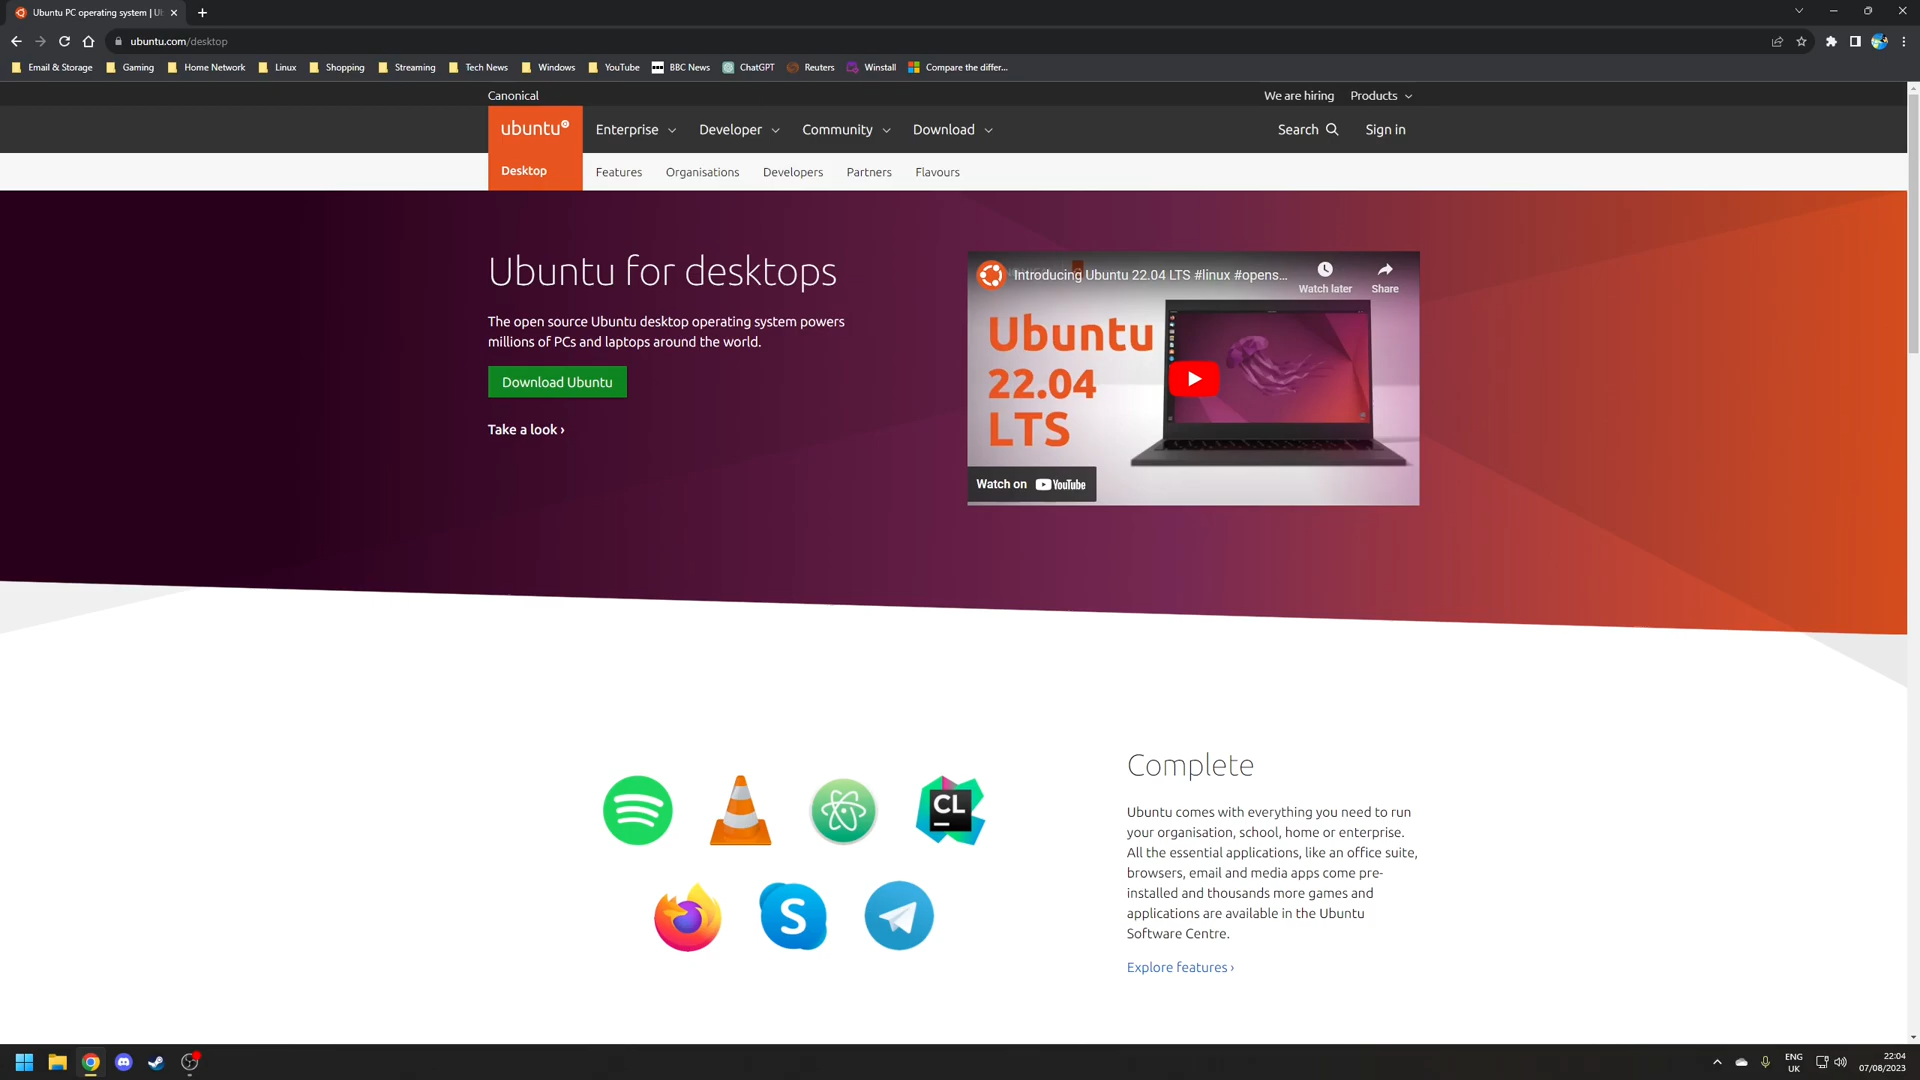 Ubuntu PC operating system | Ub
ubuntu.com/desktop
Email & Storage
Gaming
Home Network
Linux
Shopping
Streaming
Tech News
Windows
YouTube
BBC News
ChatGPT
Reuters
Winstall
Compare the differ...
Canonical
We are hiring
Products
ubuntu
Enterprise
Developer
Community
Download
Search
Sign in
Desktop
Features
Organisations
Developers
Partners
Flavours
Ubuntu for desktops
The open source Ubuntu desktop operating system powers
millions of PCs and laptops around the world.
Download Ubuntu
Take a look ›
Introducing Ubuntu 22.04 LTS #linux #opens...
Watch later
Share
Ubuntu
22.04
LTS
Watch on YouTube
CL
S
Complete
Ubuntu comes with everything you need to run
your organisation, school, home or enterprise.
All the essential applications, like an office suite,
browsers, email and media apps come pre-
installed and thousands more games and
applications are available in the Ubuntu
Software Centre.
Explore features ›
ENG
UK
22:04
07/08/2023